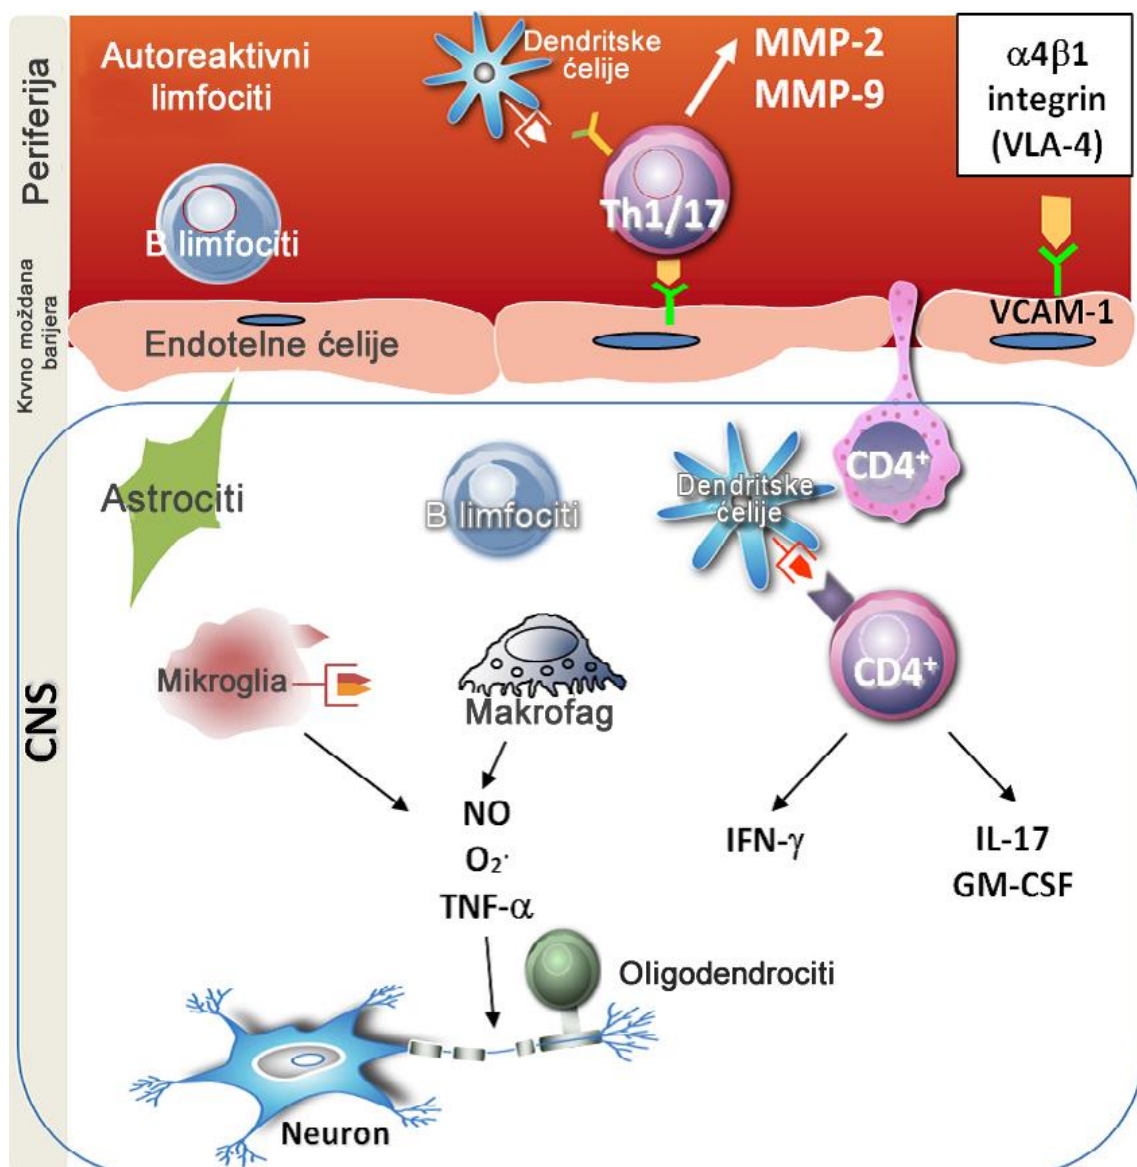 Periferija
Autoreaktivni
limfociti
Dendritske
ćelije
MMP-2
MMP-9
α4β1
integrin
(VLA-4)
B limfociti
Th1/17
Krvno moždana
barijera
Endotelne ćelije
VCAM-1
CNS
Astrociti
B limfociti
Dendritske
ćelije
CD4⁺
Mikroglia
Makrofag
CD4⁺
NO
O₂·
TNF-α
IFN-γ
IL-17
GM-CSF
Oligodendrociti
Neuron